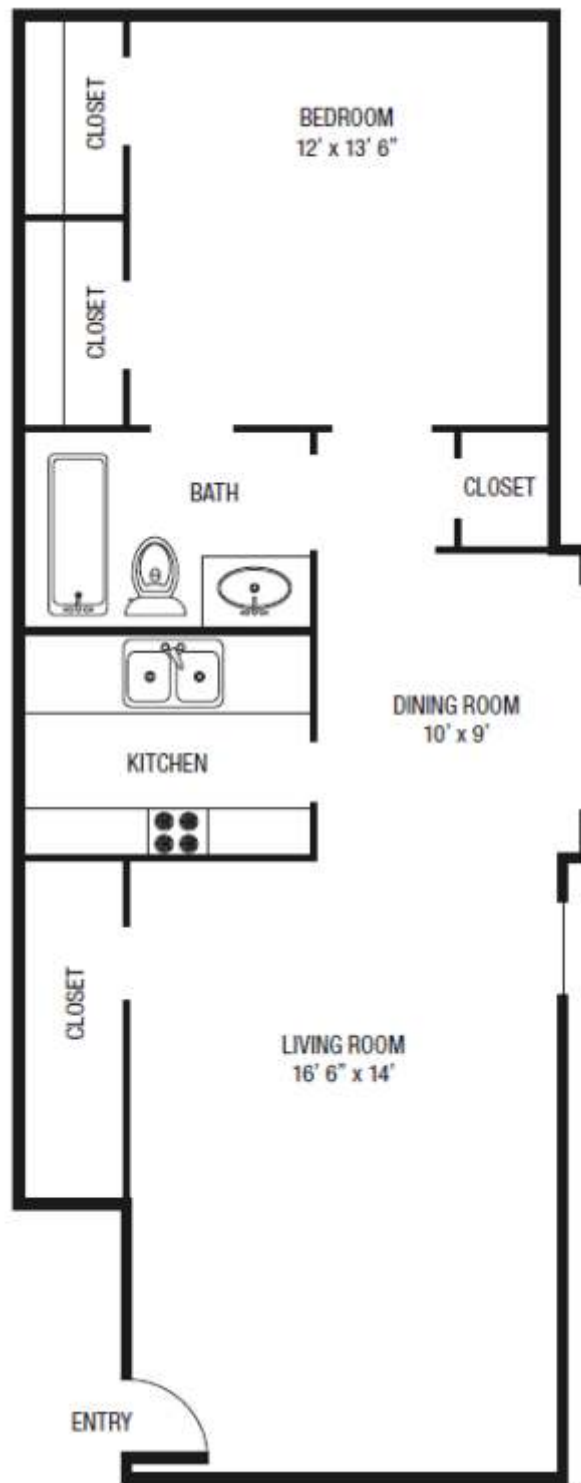 CLOSET
BEDROOM
12' x 13' 6"
CLOSET
BATH
CLOSET
DINING ROOM
10' x 9'
KITCHEN
CLOSET
LIVING ROOM
16' 6" x 14'
ENTRY